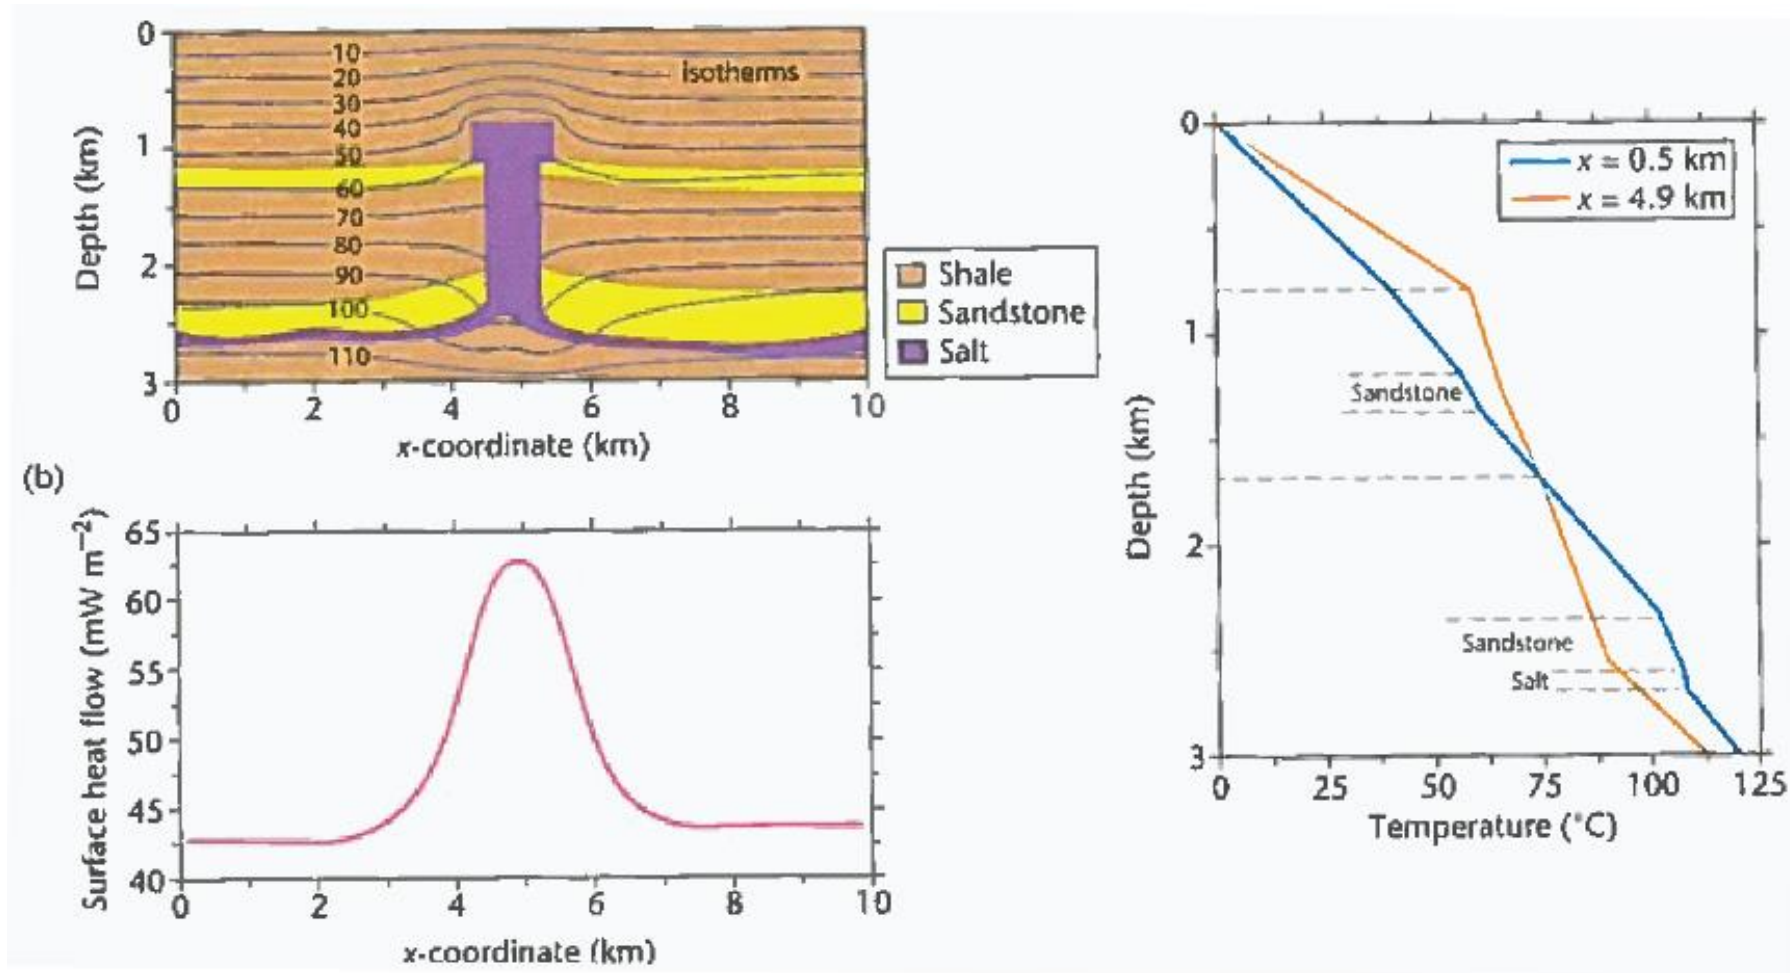 0
1
2
3
Depth (km)
10
20
30
40
50
60
70
80
90
100
110
isotherms
0 2 4 6 8 10
x-coordinate (km)
Shale
Sandstone
Salt
(b)
65
60
55
50
45
40
Surface heat flow (mW m⁻²)
0 2 4 6 8 10
x-coordinate (km)
0
1
2
3
Depth (km)
x = 0.5 km
x = 4.9 km
Sandstone
Sandstone
Salt
0 25 50 75 100 125
Temperature (°C)